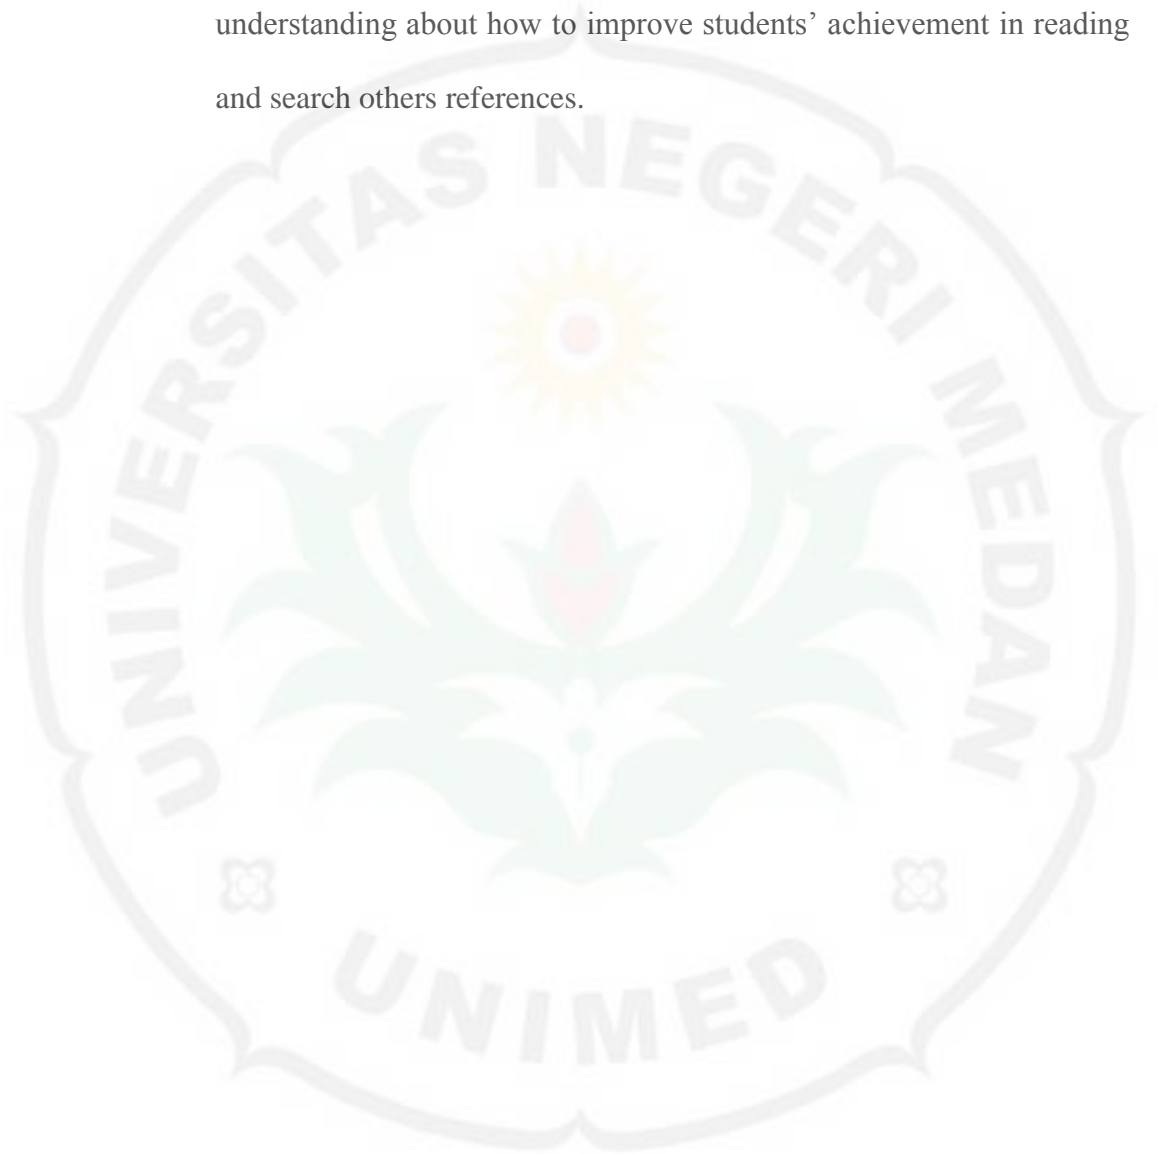 understanding about how to improve students’ achievement in reading
and search others references.
UNIVERSITAS NEGERI MEDAN
UNIMED